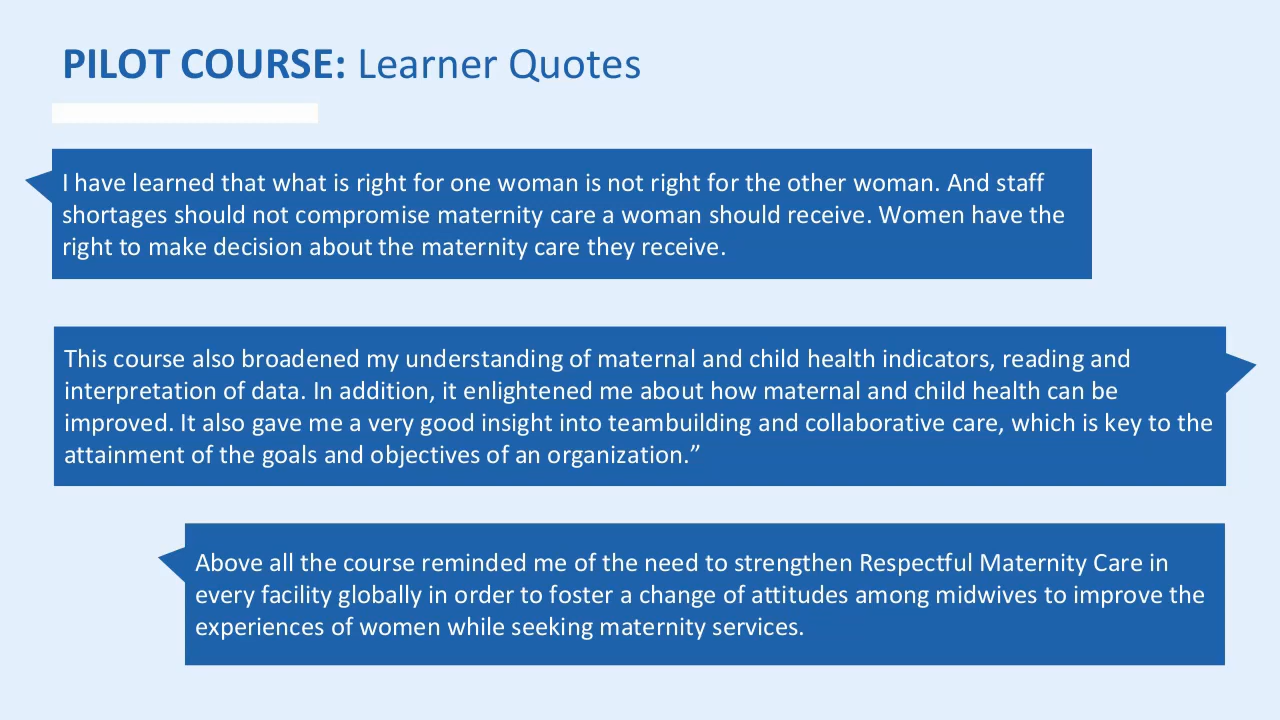 PILOT COURSE: Learner Quotes
I have learned that what is right for one woman is not right for the other woman. And staff
shortages should not compromise maternity care a woman should receive. Women have the
right to make decision about the maternity care they receive.
This course also broadened my understanding of maternal and child health indicators, reading and
interpretation of data. In addition, it enlightened me about how maternal and child health can be
improved. It also gave me a very good insight into teambuilding and collaborative care, which is key to the
attainment of the goals and objectives of an organization.”
Above all the course reminded me of the need to strengthen Respectful Maternity Care in
every facility globally in order to foster a change of attitudes among midwives to improve the
experiences of women while seeking maternity services.